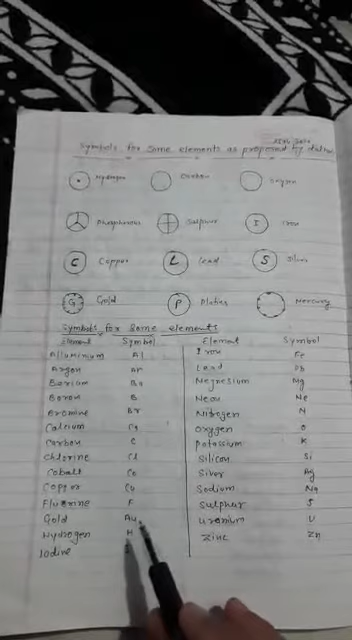 Symbols for Some elements as proposed by dalton
Hydrogen Carbon Oxygen
Phosphorus Sulphur I Iron
C Copper L Lead S Silver
G Gold P Platina Mercury
Symbols for Some elements
Element Symbol Element Symbol
Alluminium Al Iron Fe
Argon Ar Lead Pb
Barium Ba Megnesium Mg
Boron B Neon Ne
Bromine Br Nitrogen N
Calcium Ca Oxygen O
Carbon C Potassium K
Chlorine Cl Silicon Si
Cobalt Co Silver Ag
Copper Cu Sodium Na
Fluorine F Sulphur S
Gold Au Uranium U
Hydrogen H Zinc Zn
Iodine